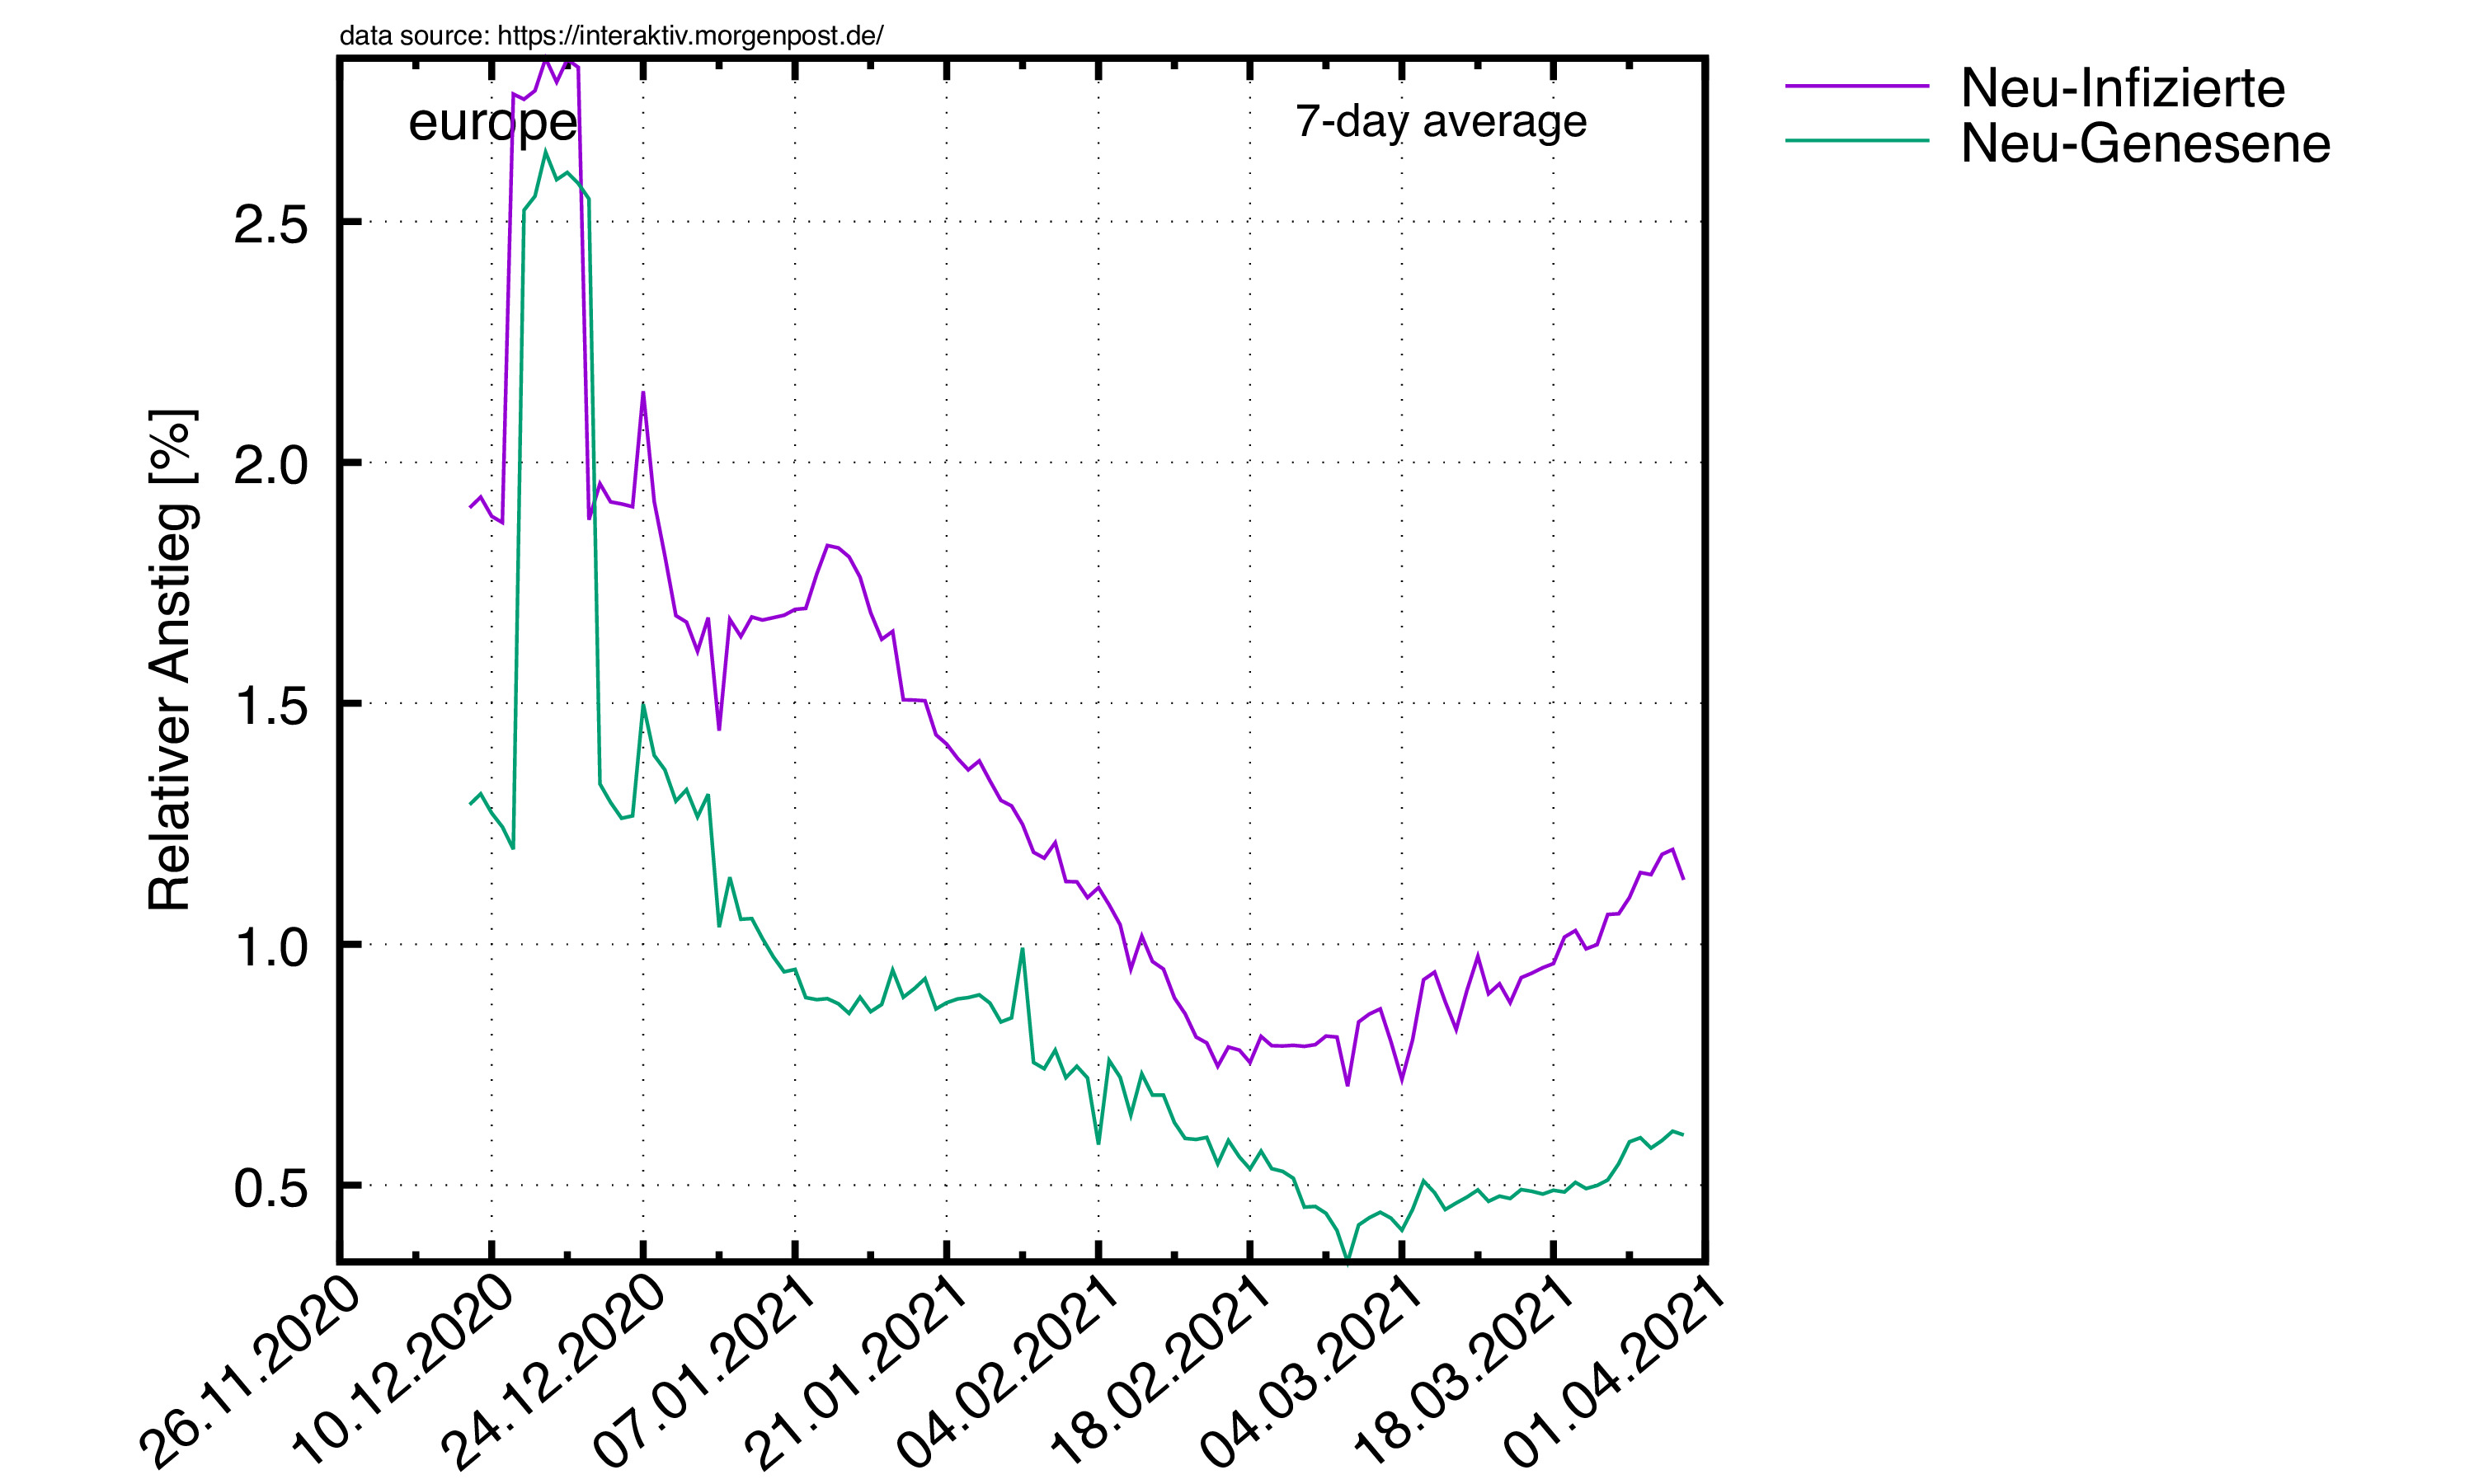 data source: https://interaktiv.morgenpost.de/
europe
7-day average
Neu-Infizierte
Neu-Genesene
Relativer Anstieg [%]
2.5
2.0
1.5
1.0
0.5
26.11.2020
10.12.2020
24.12.2020
07.01.2021
21.01.2021
04.02.2021
18.02.2021
04.03.2021
18.03.2021
01.04.2021